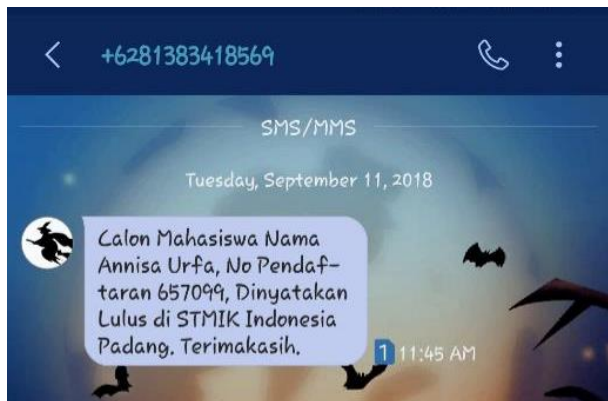 +6281383418569
SMS/MMS
Tuesday, September 11, 2018
Calon Mahasiswa Nama
Annisa Urfa, No Pendaf-
taran 657099, Dinyatakan
Lulus di STMIK Indonesia
Padang. Terimakasih.
1 11:45 AM